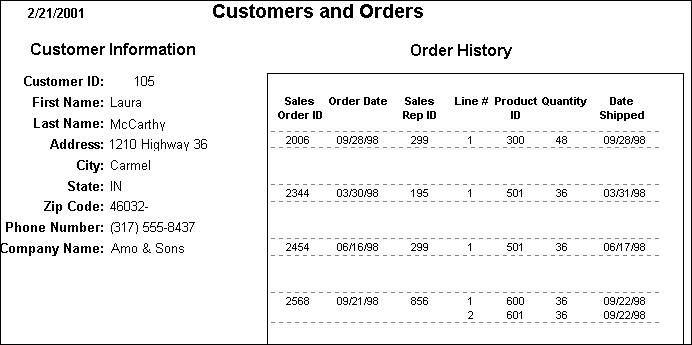 2/21/2001
Customers and Orders
Customer Information
Customer ID: 105
First Name: Laura
Last Name: McCarthy
Address: 1210 Highway 36
City: Carmel
State: IN
Zip Code: 46032-
Phone Number: (317) 555-8437
Company Name: Amo & Sons
Order History
Sales Order Date Sales Line # Product Quantity Date
Order ID Rep ID ID Shipped
2006 09/28/98 299 1 300 48 09/28/98
2344 03/30/98 195 1 501 36 03/31/98
2454 06/16/98 299 1 501 36 06/17/98
2568 09/21/98 856 1 600 36 09/22/98
2 601 36 09/22/98